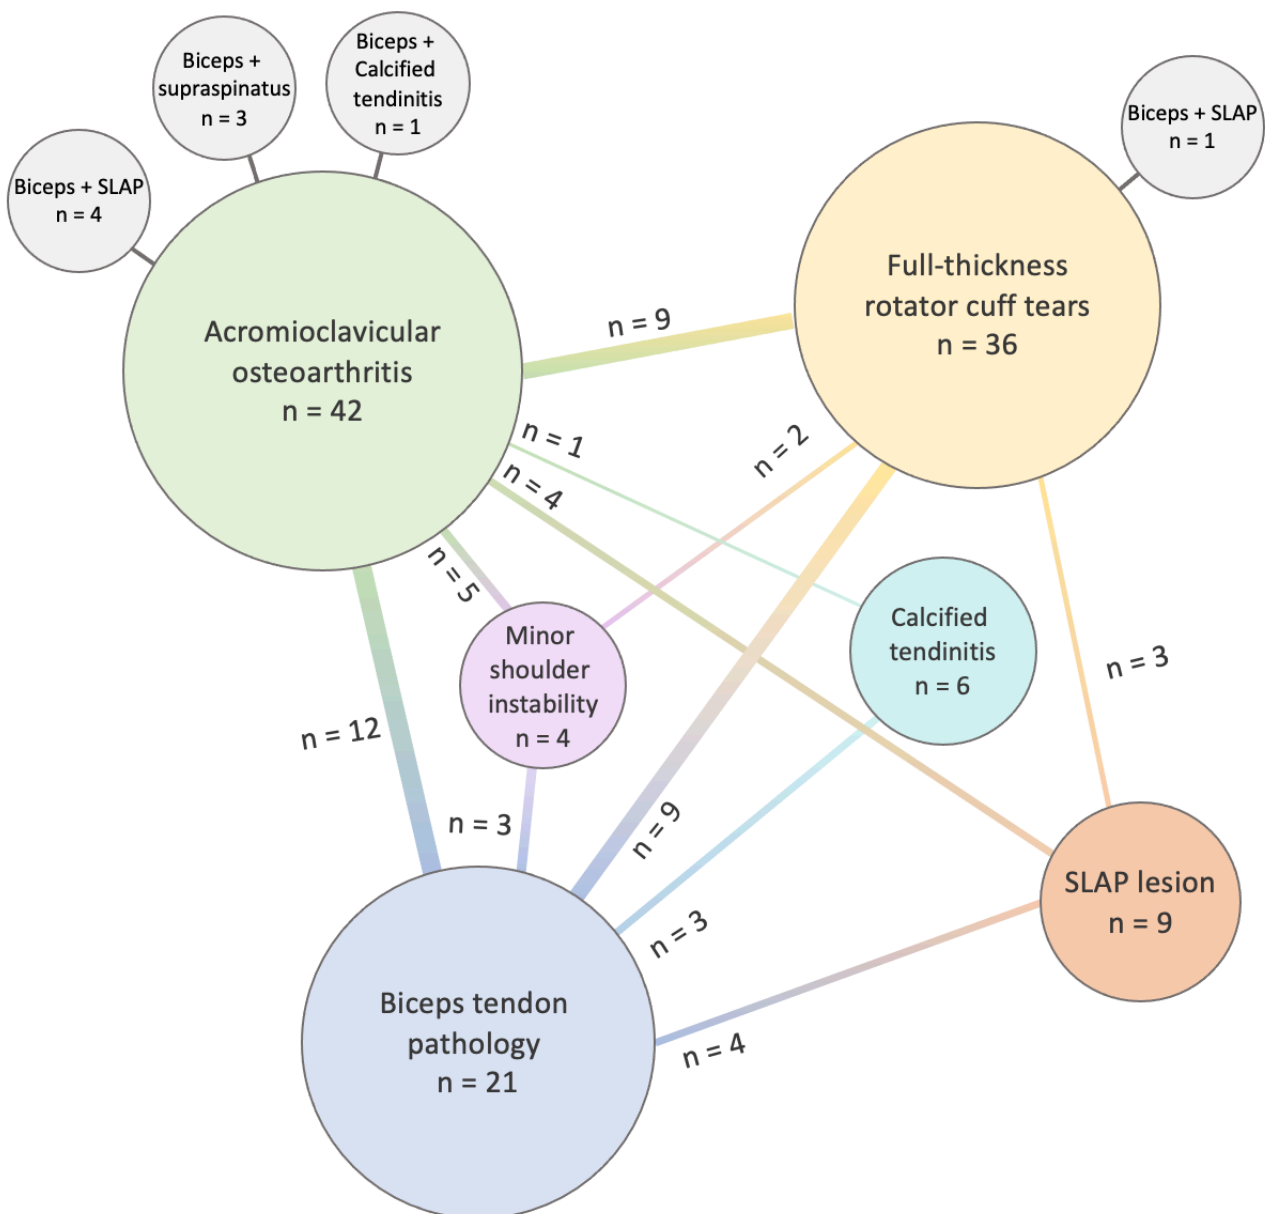 Biceps +
supraspinatus
n = 3
Biceps +
Calcified
tendinitis
n = 1
Biceps + SLAP
n = 4
Biceps + SLAP
n = 1
Acromioclavicular
osteoarthritis
n = 42
Full-thickness
rotator cuff tears
n = 36
n = 9
n = 1
n = 4
n = 2
n = 5
Minor
shoulder
instability
n = 4
Calcified
tendinitis
n = 6
n = 3
n = 12
n = 3
n = 9
n = 3
n = 4
SLAP lesion
n = 9
Biceps tendon
pathology
n = 21